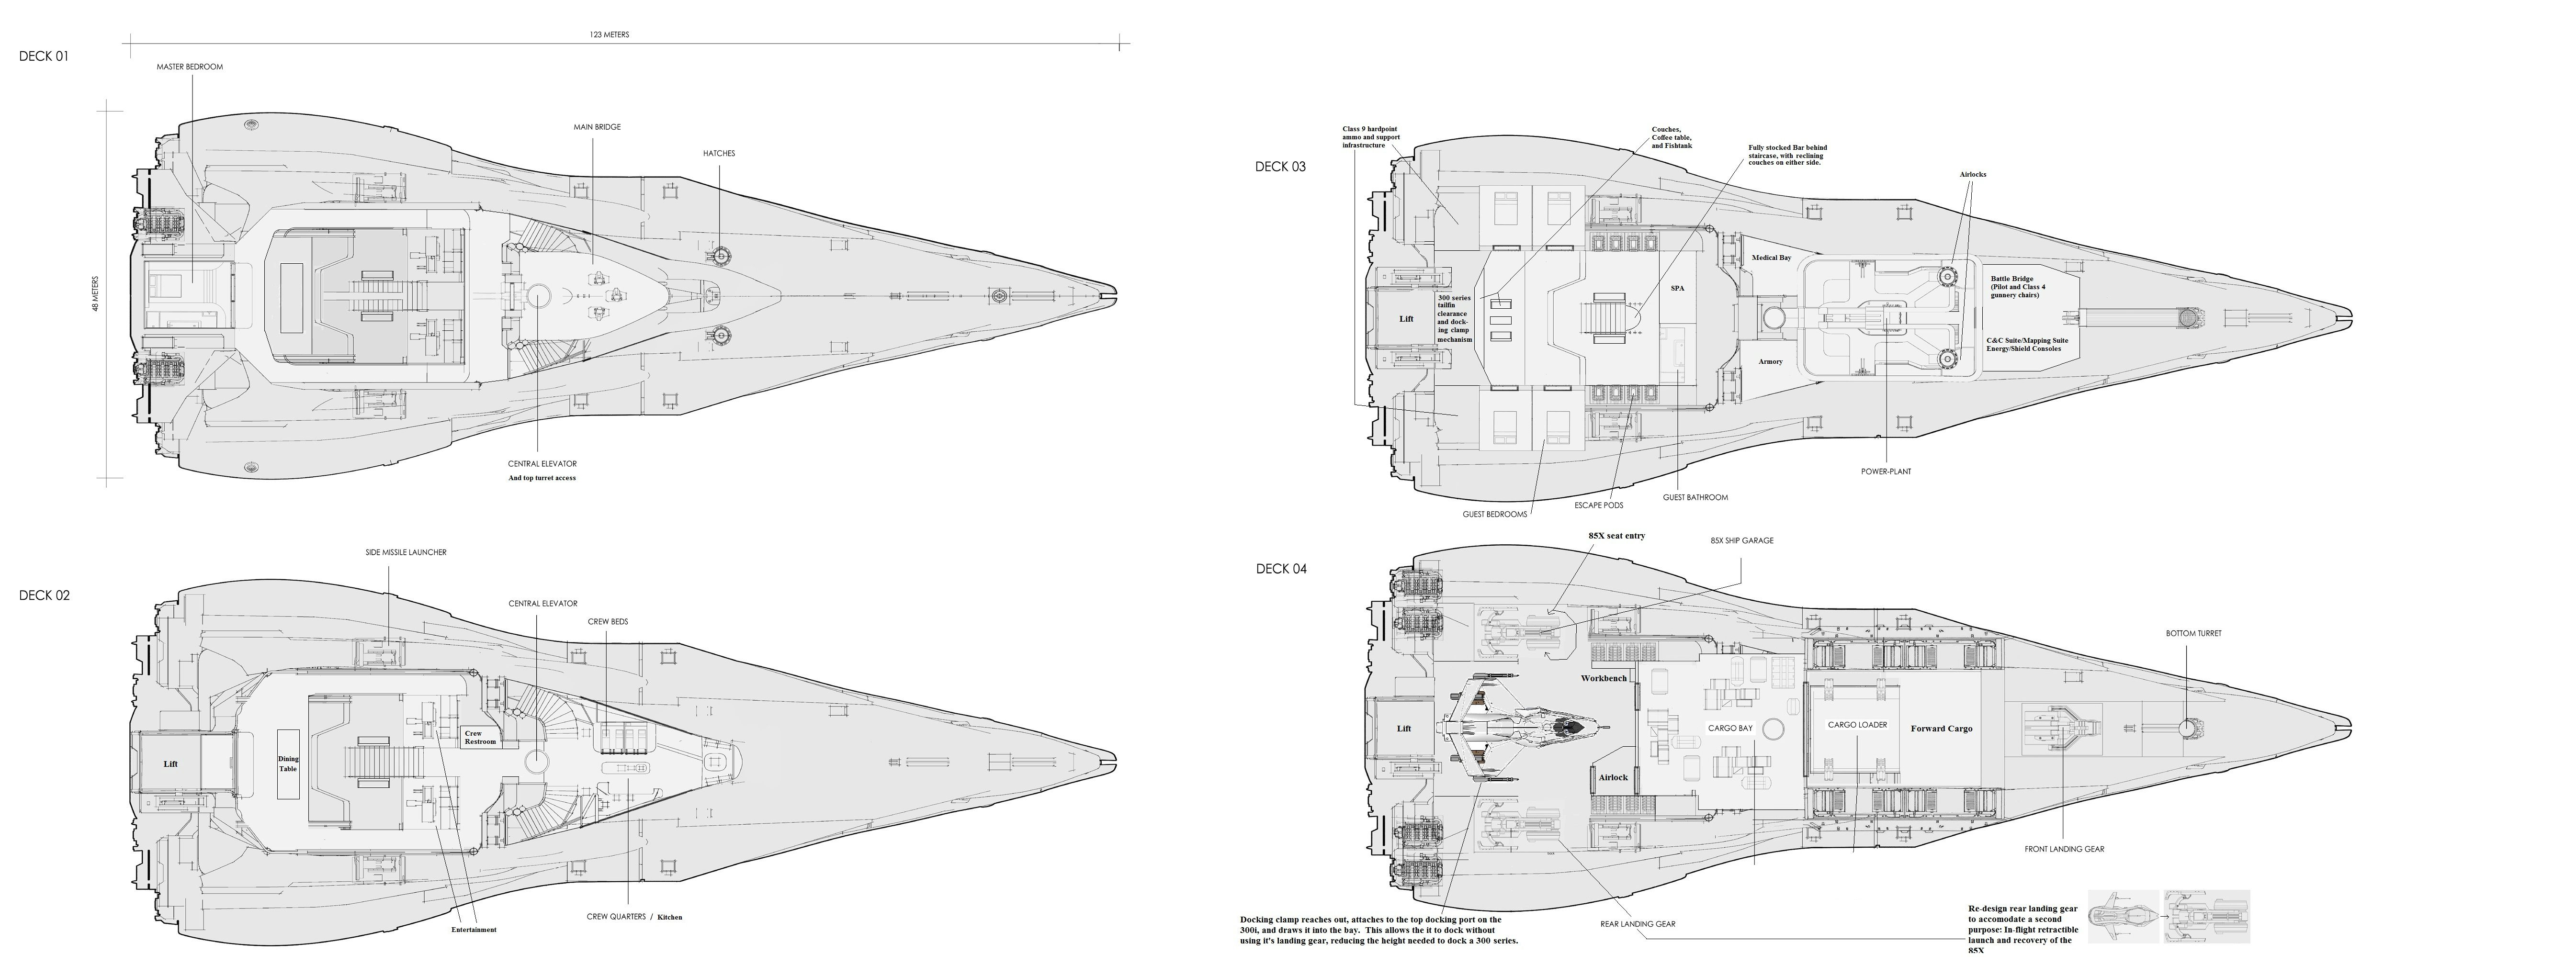 DECK 01
123 METERS
MASTER BEDROOM
MAIN BRIDGE
HATCHES
48 METERS
CENTRAL ELEVATOR
And top turret access
DECK 02
SIDE MISSILE LAUNCHER
CENTRAL ELEVATOR
CREW BEDS
Crew
Restroom
Lift
Dining
Table
CREW QUARTERS / Kitchen
Entertainment
DECK 03
Class 9 hardpoint
ammo and support
infrastructure
Couches,
Coffee table,
and Fishtank
Fully stocked Bar behind
staircase, with reclining
couches on either side.
Airlocks
Medical Bay
Battle Bridge
(Pilot and Class 4
gunnery chairs)
SPA
300 series
tailfin
clearance
and dock-
ing clamp
mechanism
Lift
C&C Suite/Mapping Suite
Energy/Shield Consoles
Armory
POWER-PLANT
GUEST BATHROOM
ESCAPE PODS
GUEST BEDROOMS
DECK 04
85X seat entry
85X SHIP GARAGE
BOTTOM TURRET
Workbench
Lift
CARGO BAY
CARGO LOADER
Forward Cargo
Airlock
FRONT LANDING GEAR
REAR LANDING GEAR
Docking clamp reaches out, attaches to the top docking port on the
300i, and draws it into the bay. This allows the it to dock without
using it's landing gear, reducing the height needed to dock a 300 series.
Re-design rear landing gear
to accomodate a second
purpose: In-flight retractible
launch and recovery of the
85X